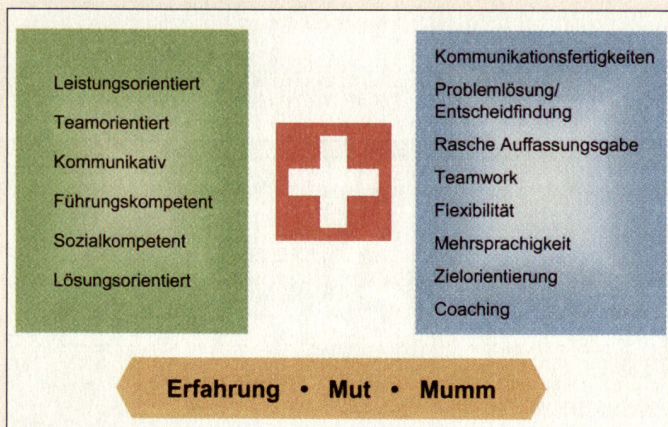 Leistungsorientiert
Teamorientiert
Kommunikativ
Führungskompetent
Sozialkompetent
Lösungsorientiert
Kommunikationsfertigkeiten
Problemlösung/
Entscheidfindung
Rasche Auffassungsgabe
Teamwork
Flexibilität
Mehrsprachigkeit
Zielorientierung
Coaching
Erfahrung • Mut • Mumm